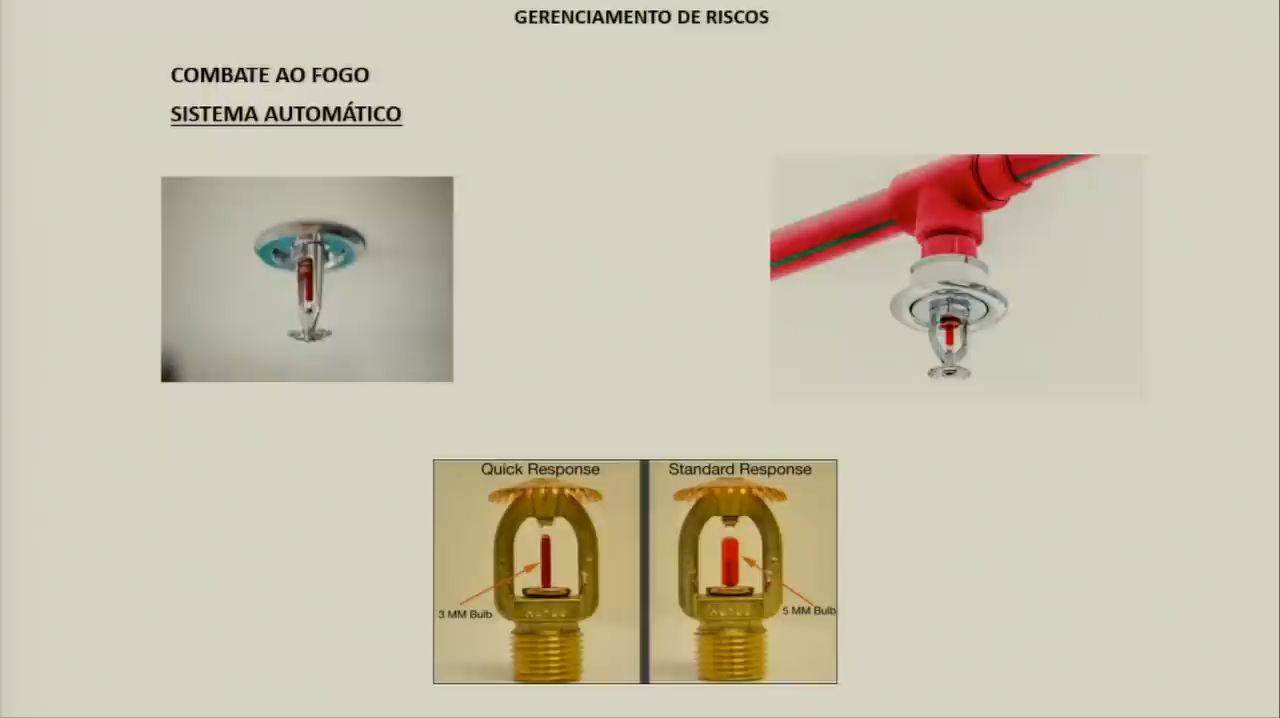 GERENCIAMENTO DE RISCOS
COMBATE AO FOGO
SISTEMA AUTOMÁTICO
Quick Response
Standard Response
3 MM Bulb
5 MM Bulb